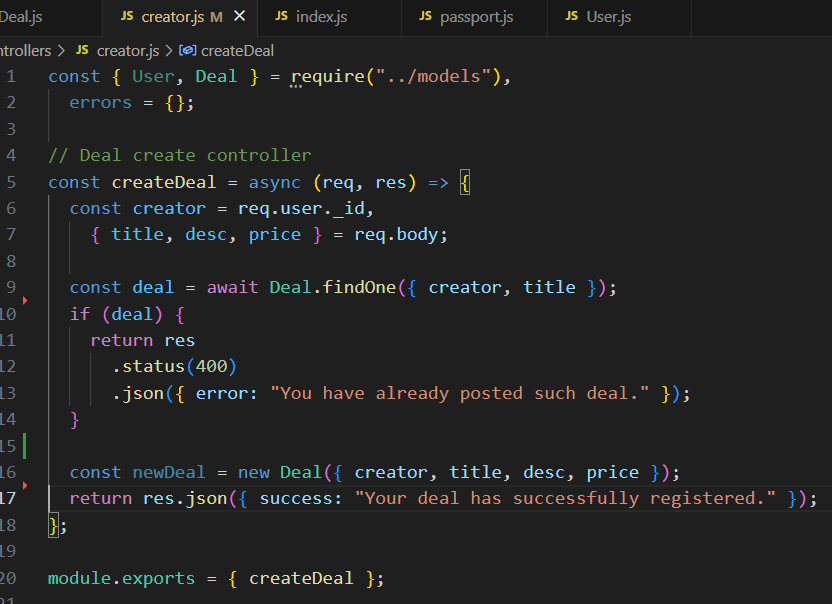 Deal.js JS creator.js M × JS index.js JS passport.js JS User.js
ntrollers > JS creator.js > createDeal
1 const { User, Deal } = require("../models"),
2 errors = {};
3
4 // Deal create controller
5 const createDeal = async (req, res) => {
6 const creator = req.user._id,
7 { title, desc, price } = req.body;
8
9 const deal = await Deal.findOne({ creator, title });
10 if (deal) {
11 return res
12 .status(400)
13 .json({ error: "You have already posted such deal." });
14 }
15
16 const newDeal = new Deal({ creator, title, desc, price });
17 return res.json({ success: "Your deal has successfully registered." });
18 };
19
20 module.exports = { createDeal };
21